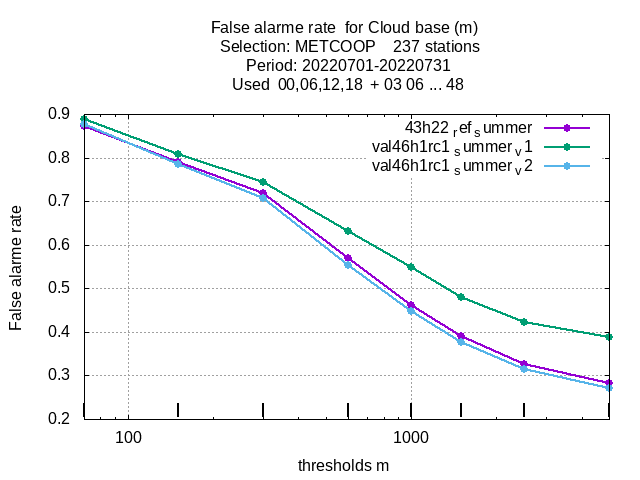 False alarme rate  for Cloud base (m)
Selection: METCOOP    237 stations
Period: 20220701-20220731
Used  00,06,12,18  + 03 06 ... 48
43h22 ref summer
val46h1rc1 summer v1
val46h1rc1 summer v2
False alarme rate
0.9
0.8
0.7
0.6
0.5
0.4
0.3
0.2
100
1000
thresholds m